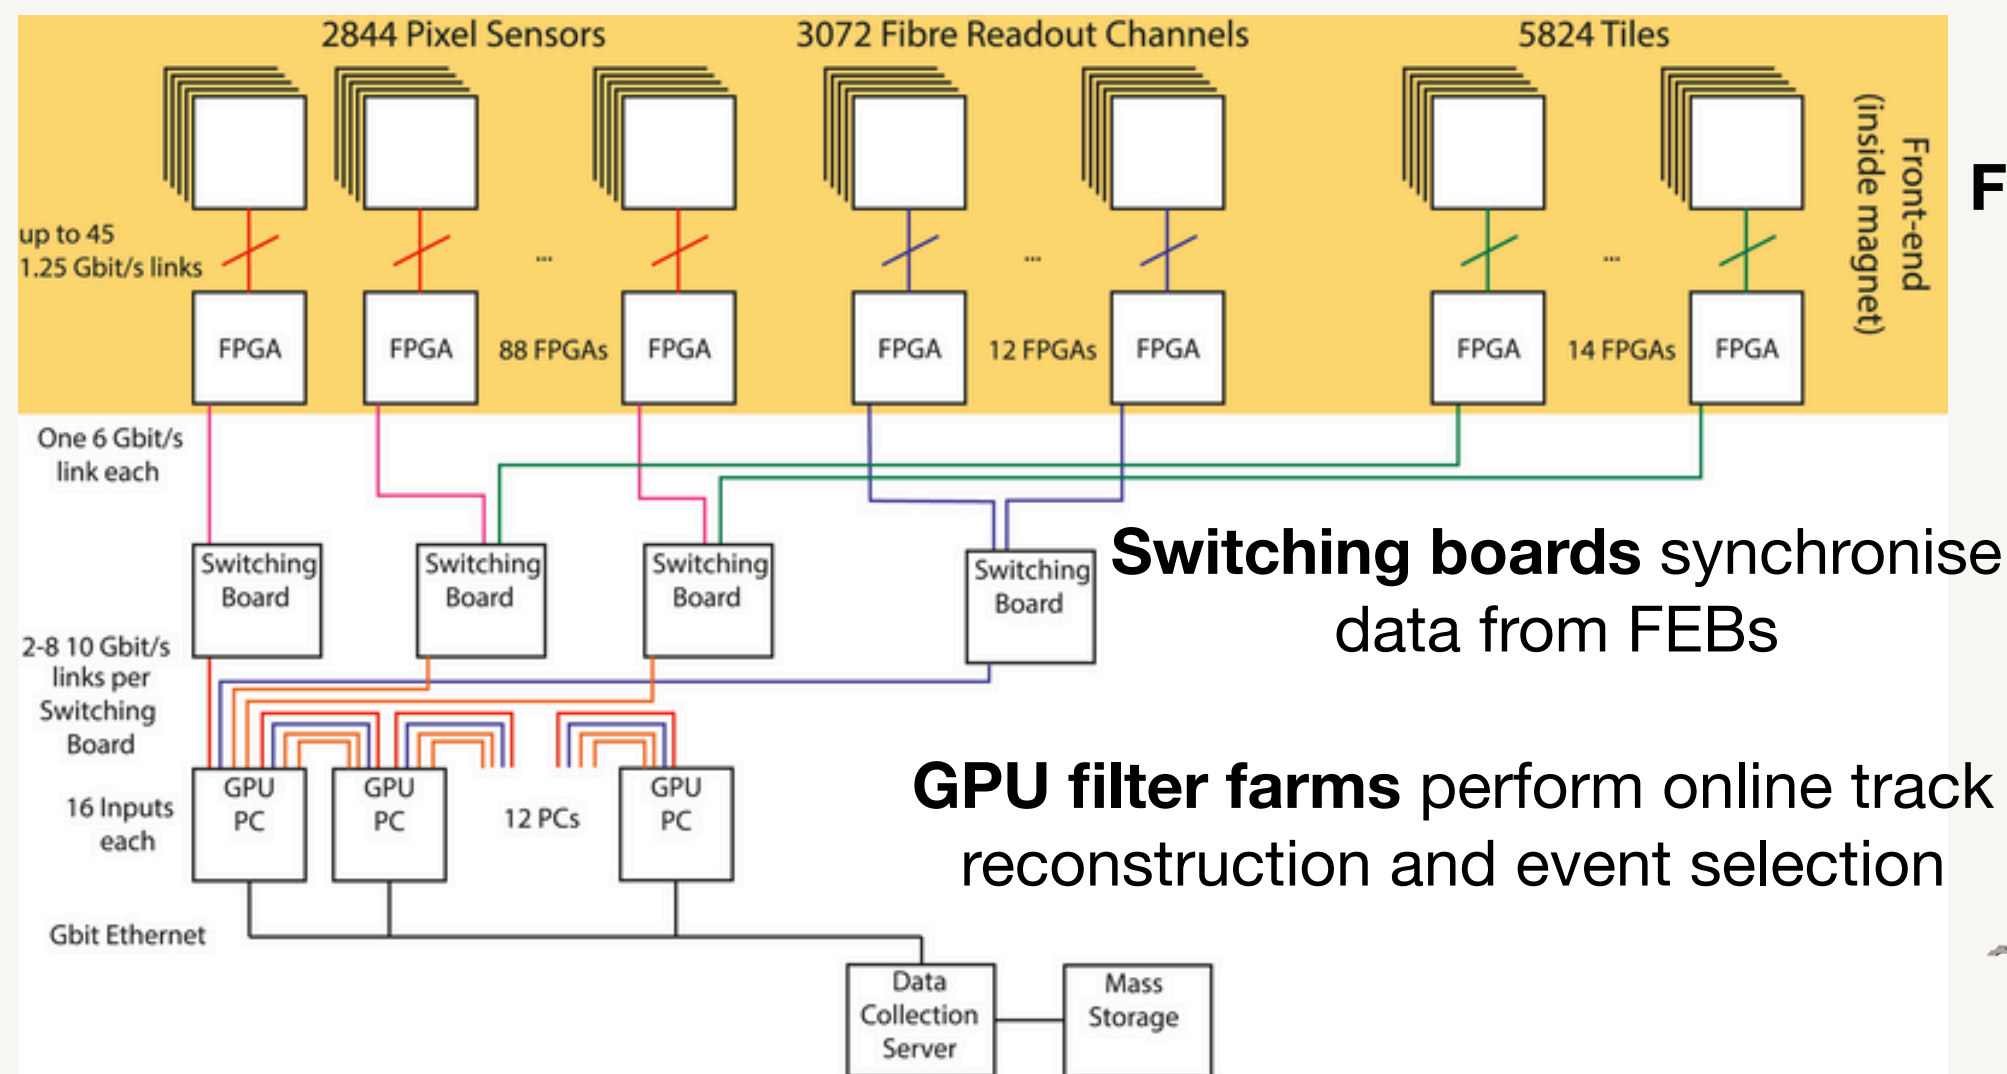 2844 Pixel Sensors
3072 Fibre Readout Channels
5824 Tiles
Front-end
(inside magnet)
F
up to 45
1.25 Gbit/s links
...
...
...
FPGA
FPGA
88 FPGAs
FPGA
FPGA
12 FPGAs
FPGA
FPGA
14 FPGAs
FPGA
One 6 Gbit/s
link each
Switching
Board
Switching
Board
Switching
Board
Switching
Board
Switching boards synchronise
data from FEBs
2-8 10 Gbit/s
links per
Switching
Board
16 Inputs
each
GPU
PC
GPU
PC
12 PCs
GPU
PC
GPU filter farms perform online track
reconstruction and event selection
Gbit Ethernet
Data
Collection
Server
Mass
Storage